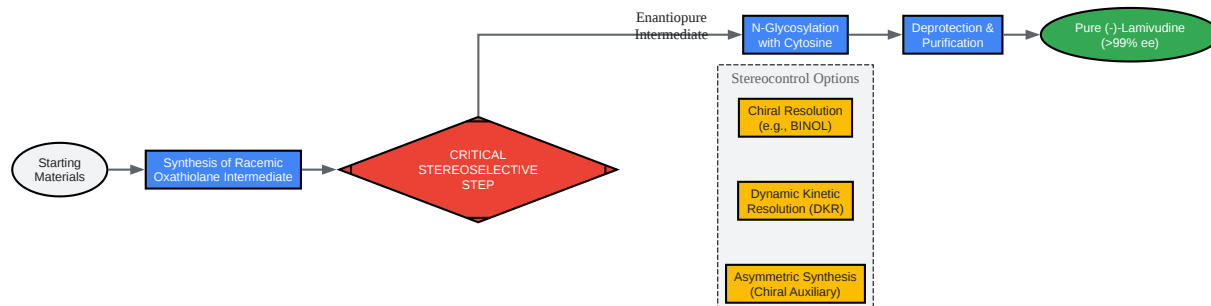 Starting
Materials
Synthesis of Racemic
Oxathiolane Intermediate
CRITICAL
STEREOSELECTIVE
STEP
Enantiopure
Intermediate
N-Glycosylation
with Cytosine
Deprotection &
Purification
Pure (-)-Lamivudine
(>99% ee)
Stereocontrol Options
Chiral Resolution
(e.g., BINOL)
Dynamic Kinetic
Resolution (DKR)
Asymmetric Synthesis
(Chiral Auxiliary)